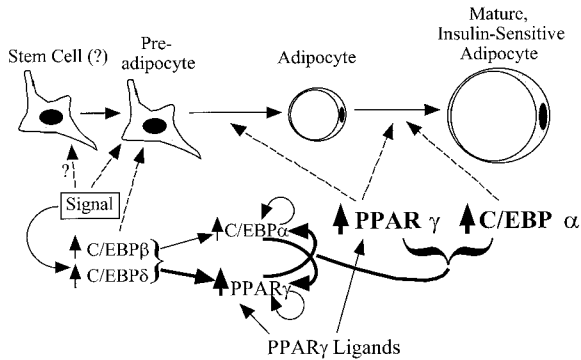 Stem Cell (?)
Pre-
adipocyte
Adipocyte
Mature,
Insulin-Sensitive
Adipocyte
?
Signal
C/EBPβ
C/EBPδ
C/EBPα
PPARγ
PPAR γ
C/EBP α
PPARγ Ligands